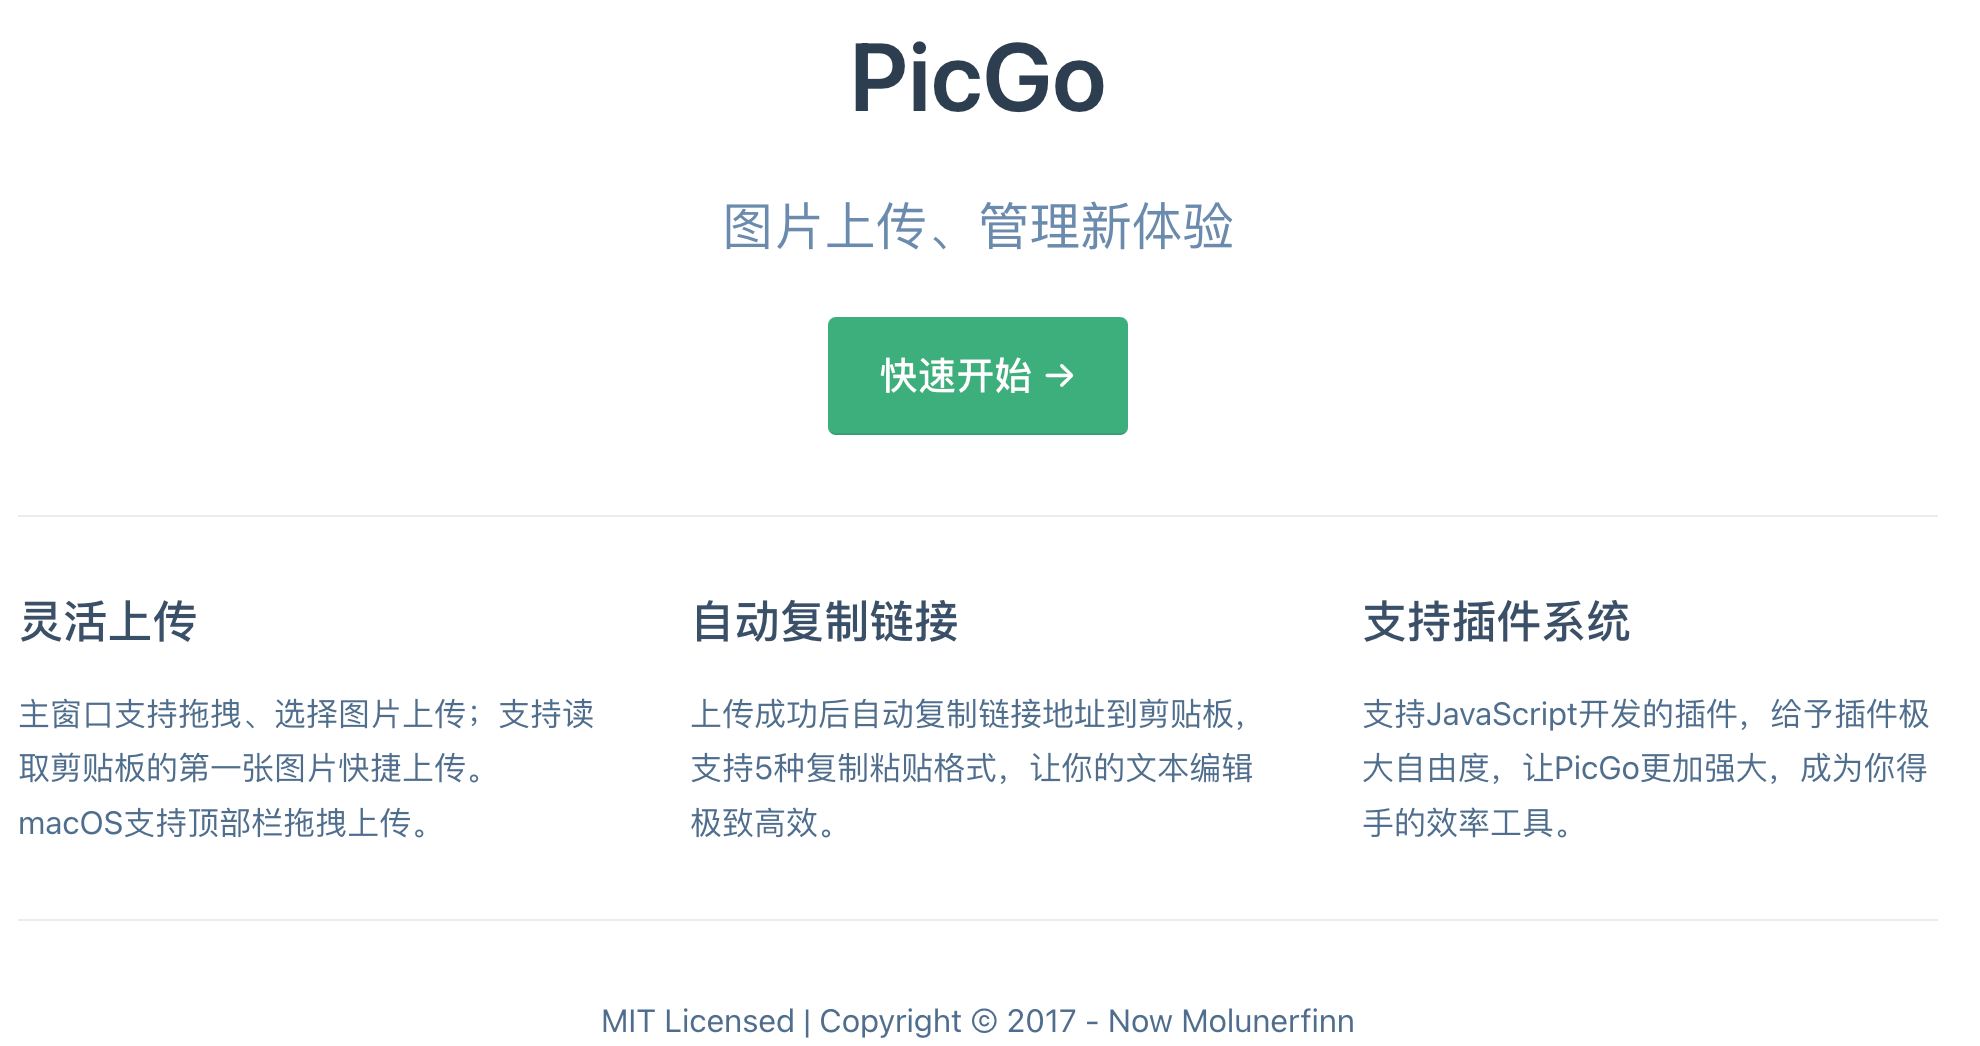 PicGo
图片上传、管理新体验
快速开始 →
灵活上传
主窗口支持拖拽、选择图片上传；支持读
取剪贴板的第一张图片快捷上传。
macOS支持顶部栏拖拽上传。
自动复制链接
上传成功后自动复制链接地址到剪贴板，
支持5种复制粘贴格式，让你的文本编辑
极致高效。
支持插件系统
支持JavaScript开发的插件，给予插件极
大自由度，让PicGo更加强大，成为你得
手的效率工具。
MIT Licensed | Copyright © 2017 - Now Molunerfinn